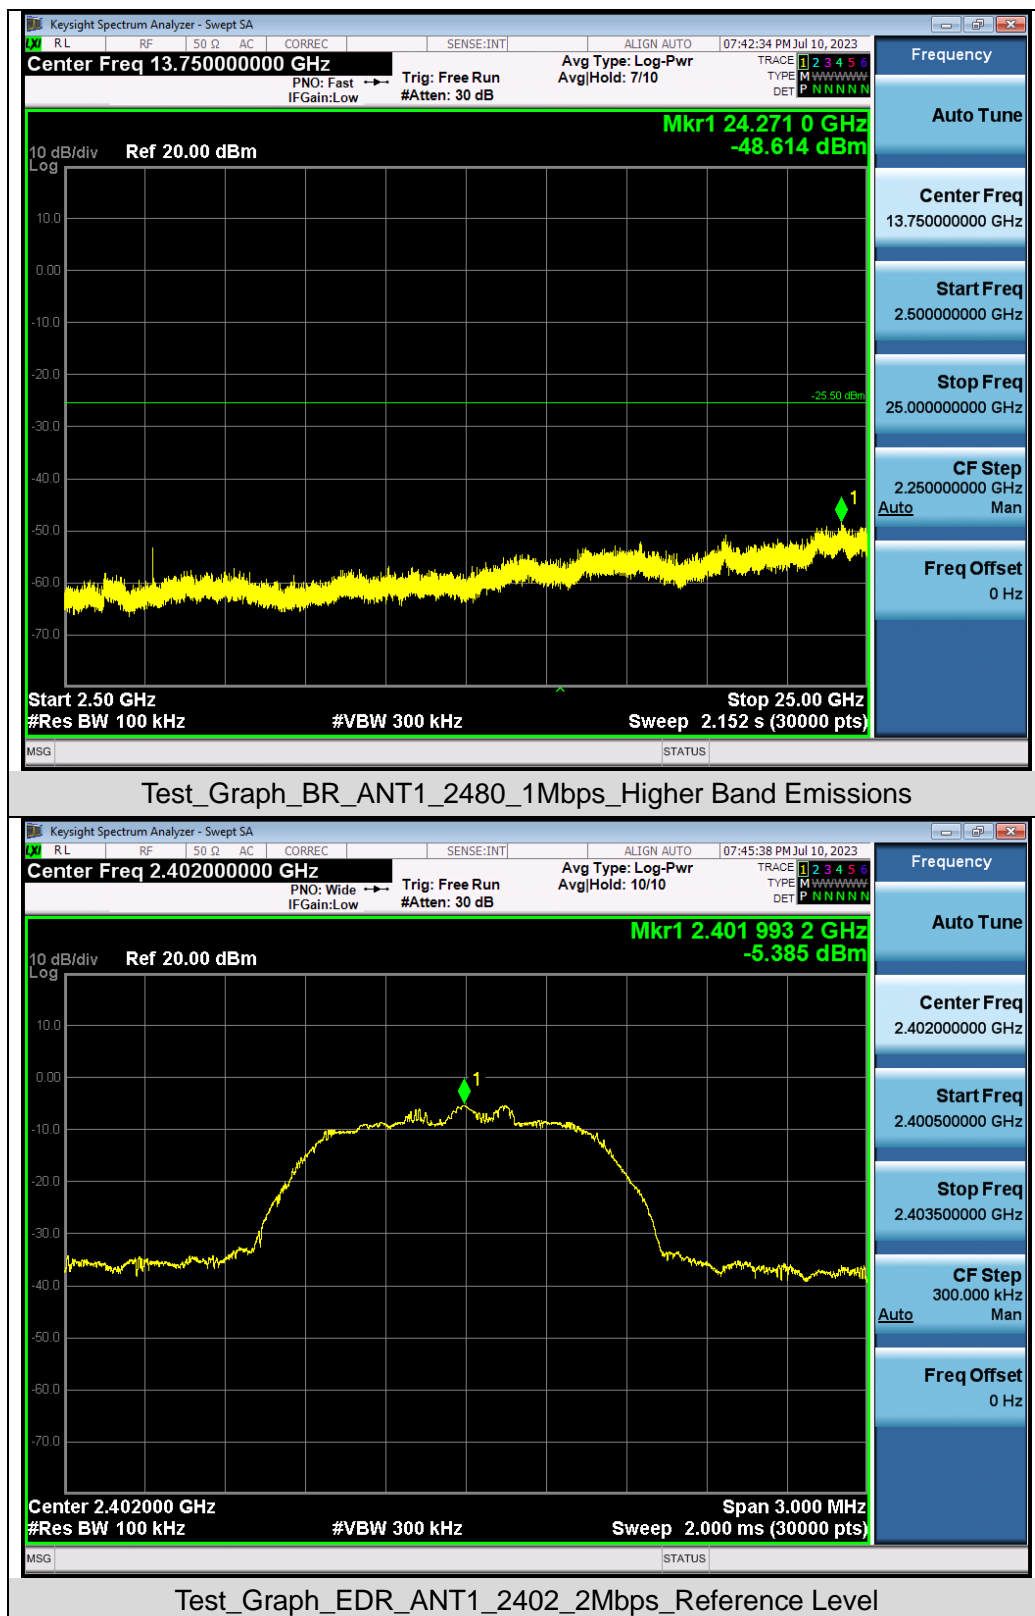 Keysight Spectrum Analyzer - Swept SA
LXI RL RF 50 Ω AC CORREC SENSE:INT ALIGN AUTO 07:42:34 PM Jul 10, 2023
Center Freq 13.750000000 GHz
PNO: Fast
IFGain:Low
Trig: Free Run
#Atten: 30 dB
Avg Type: Log-Pwr
Avg|Hold: 7/10
TRACE 1 2 3 4 5 6
TYPE M WWWWW
DET P N N N N N
Mkr1 24.271 0 GHz
-48.614 dBm
10 dB/div Ref 20.00 dBm
Log
10.0
0.00
-10.0
-20.0
-25.50 dBm
-30.0
-40.0
1
-50.0
-60.0
-70.0
Start 2.50 GHz Stop 25.00 GHz
#Res BW 100 kHz #VBW 300 kHz Sweep 2.152 s (30000 pts)
MSG STATUS
Frequency
Auto Tune
Center Freq
13.750000000 GHz
Start Freq
2.500000000 GHz
Stop Freq
25.000000000 GHz
CF Step
2.250000000 GHz
Auto Man
Freq Offset
0 Hz
Test_Graph_BR_ANT1_2480_1Mbps_Higher Band Emissions
Keysight Spectrum Analyzer - Swept SA
LXI RL RF 50 Ω AC CORREC SENSE:INT ALIGN AUTO 07:45:38 PM Jul 10, 2023
Center Freq 2.402000000 GHz
PNO: Wide
IFGain:Low
Trig: Free Run
#Atten: 30 dB
Avg Type: Log-Pwr
Avg|Hold: 10/10
TRACE 1 2 3 4 5 6
TYPE M WWWWW
DET P N N N N N
Mkr1 2.401 993 2 GHz
-5.385 dBm
10 dB/div Ref 20.00 dBm
Log
10.0
0.00
1
-10.0
-20.0
-30.0
-40.0
-50.0
-60.0
-70.0
Center 2.402000 GHz Span 3.000 MHz
#Res BW 100 kHz #VBW 300 kHz Sweep 2.000 ms (30000 pts)
MSG STATUS
Frequency
Auto Tune
Center Freq
2.402000000 GHz
Start Freq
2.400500000 GHz
Stop Freq
2.403500000 GHz
CF Step
300.000 kHz
Auto Man
Freq Offset
0 Hz
Test_Graph_EDR_ANT1_2402_2Mbps_Reference Level